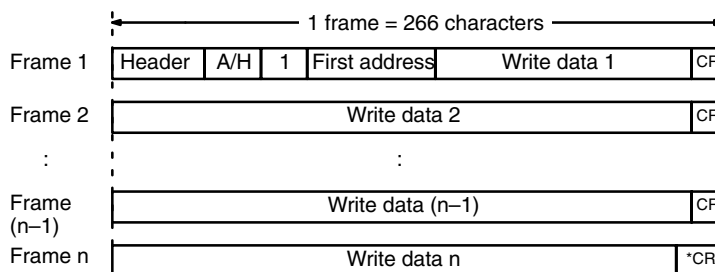 1 frame = 266 characters
Frame 1 Header A/H 1 First address Write data 1 CR
Frame 2 Write data 2 CR
: :
Frame (n–1) Write data (n–1) CR
Frame n Write data n *CR